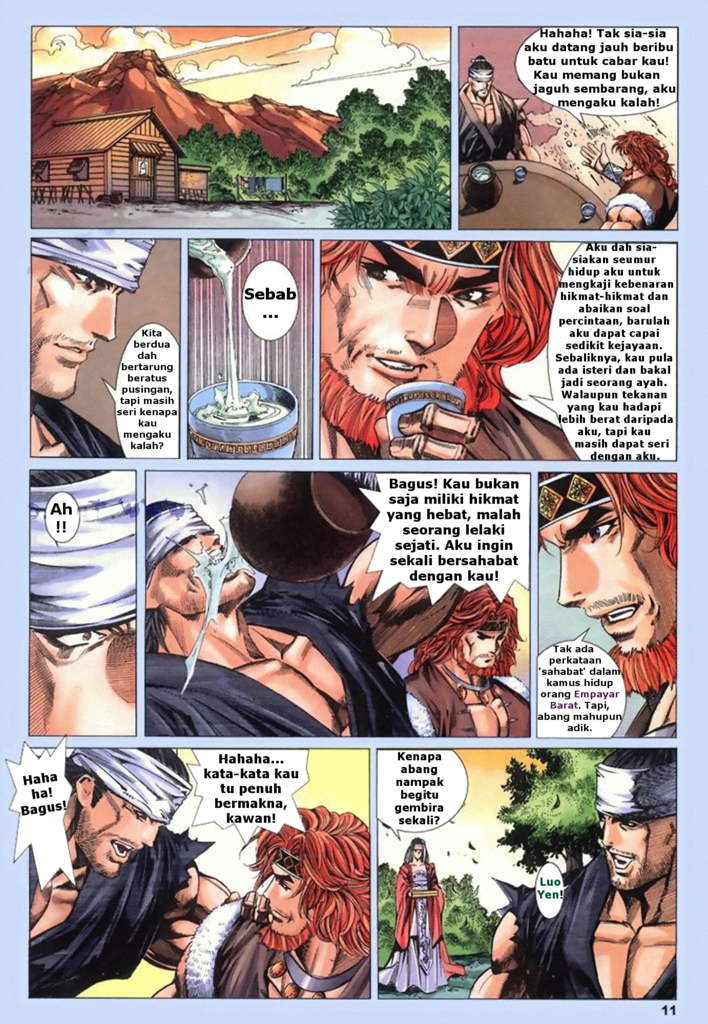 Hahaha! Tak sia-sia
aku datang jauh beribu
batu untuk cabar kau!
Kau memang bukan
jaguh sembarang, aku
mengaku kalah!
Kita
berdua
dah
bertarung
beratus
pusingan,
tapi masih
seri kenapa
kau
mengaku
kalah?
Sebab
...
Aku dah sia-
siakan seumur
hidup aku untuk
mengkaji kebenaran
hikmat-hikmat dan
abaikan soal
percintaan, barulah
aku dapat capai
sedikit kejayaan.
Sebaliknya, kau pula
ada isteri dan bakal
jadi seorang ayah.
Walaupun tekanan
yang kau hadapi
lebih berat daripada
aku, tapi kau
masih dapat seri
dengan aku.
Ah
!!
Bagus! Kau bukan
saja miliki hikmat
yang hebat, malah
seorang lelaki
sejati. Aku ingin
sekali bersahabat
dengan kau!
Tak ada
perkataan
'sahabat' dalam
kamus hidup
orang Empayar
Barat. Tapi,
abang mahupun
adik.
Haha
ha!
Bagus!
Hahaha...
kata-kata kau
tu penuh
bermakna,
kawan!
Kenapa
abang
nampak
begitu
gembira
sekali?
Luo
Yen!
11